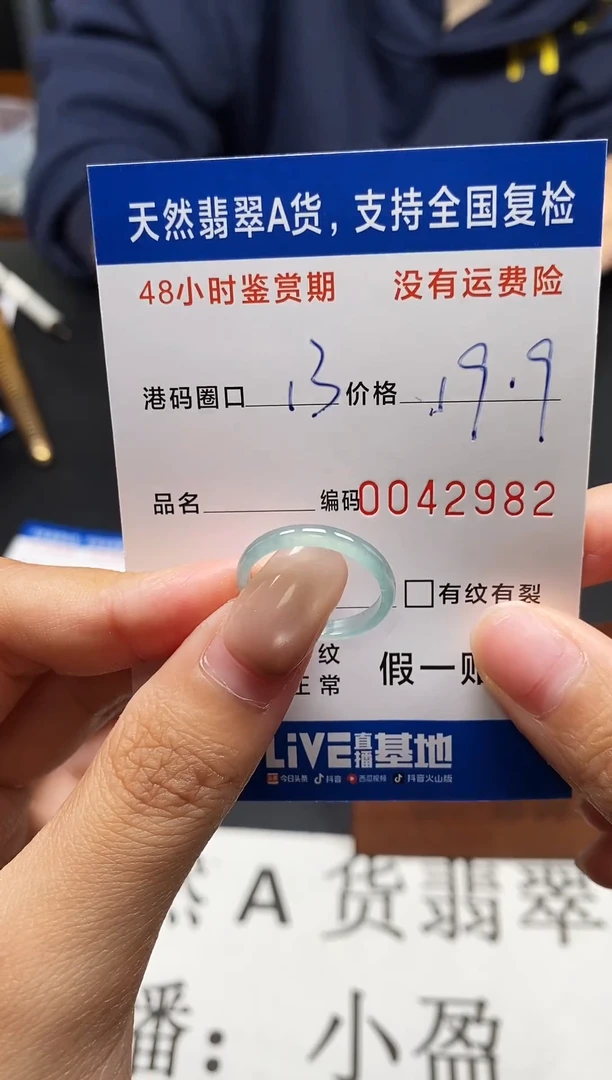 天然翡翠A货，支持全国复检
48小时鉴赏期 没有运费险
港码圈口 13 价格 19.9
品名 编码 0042982
□有纹有裂
纹
正常 假一
LiVE直播基地
今日头条 抖音 西瓜视频 抖音火山版
A货翡翠
播：小盈